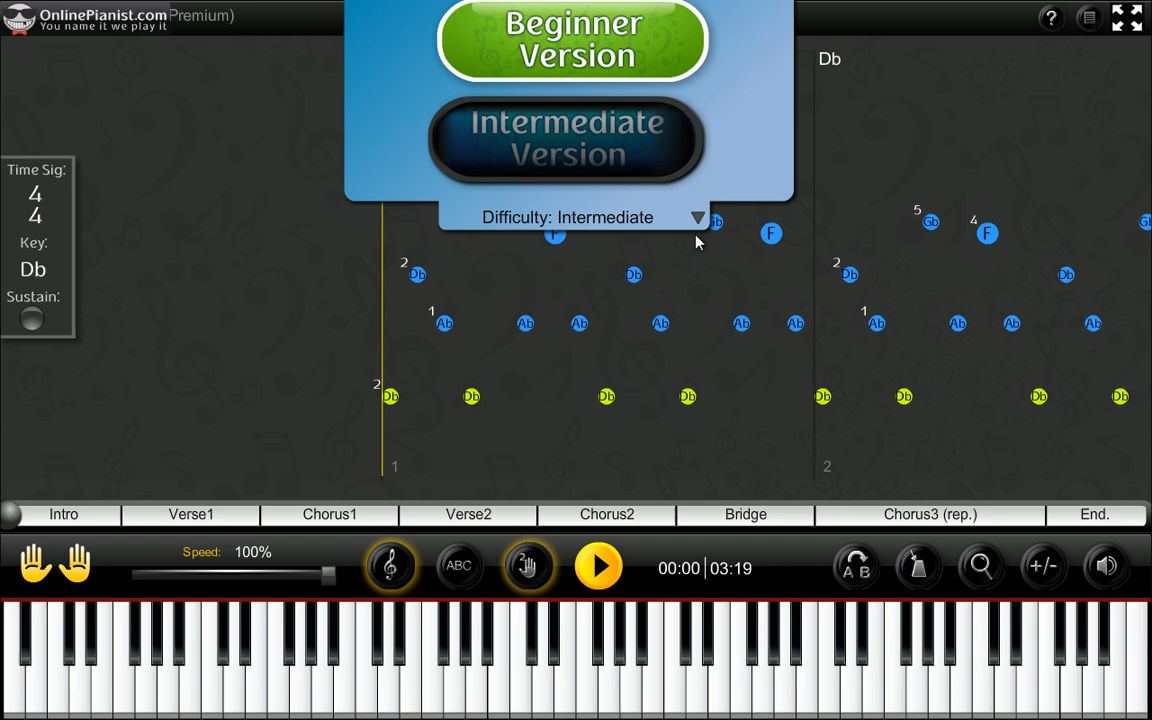 OnlinePianist.com
You name it we play it
Premium)
?
Beginner
Version
Intermediate
Version
Difficulty: Intermediate
Db
Time Sig:
4
4
Key:
Db
Sustain:
5
Gb
4
F
F
F
2
Db
Db
2
Db
Db
1
Ab
Ab
Ab
Ab
Ab
Ab
1
Ab
Ab
Ab
Ab
2
Db
Db
Db
Db
Db
Db
Db
Db
1
2
Intro
Verse1
Chorus1
Verse2
Chorus2
Bridge
Chorus3 (rep.)
End.
Speed: 100%
ABC
2
00:00 | 03:19
A B
+/-